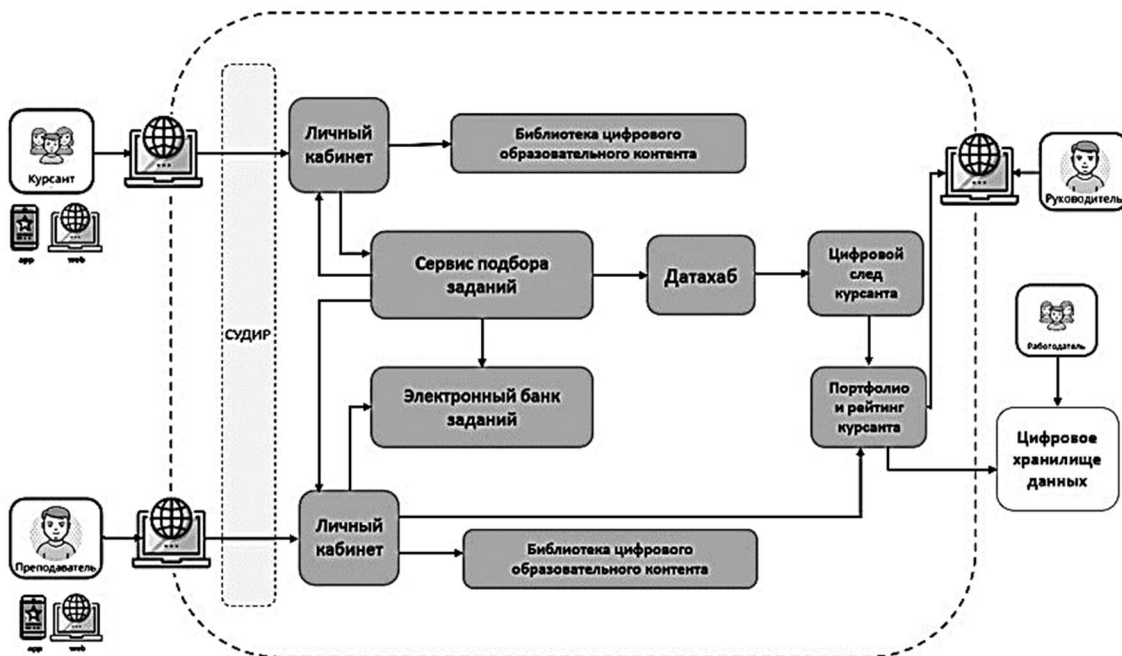 Курсант
app
web
СУДИР
Личный
кабинет
Библиотека цифрового
образовательного контента
Руководитель
Сервис подбора
заданий
Датахаб
Цифровой
след
курсанта
Работодатель
Электронный банк
заданий
Портфолио
и рейтинг
курсанта
Цифровое
хранилище
данных
Преподаватель
app
web
Личный
кабинет
Библиотека цифрового
образовательного контента